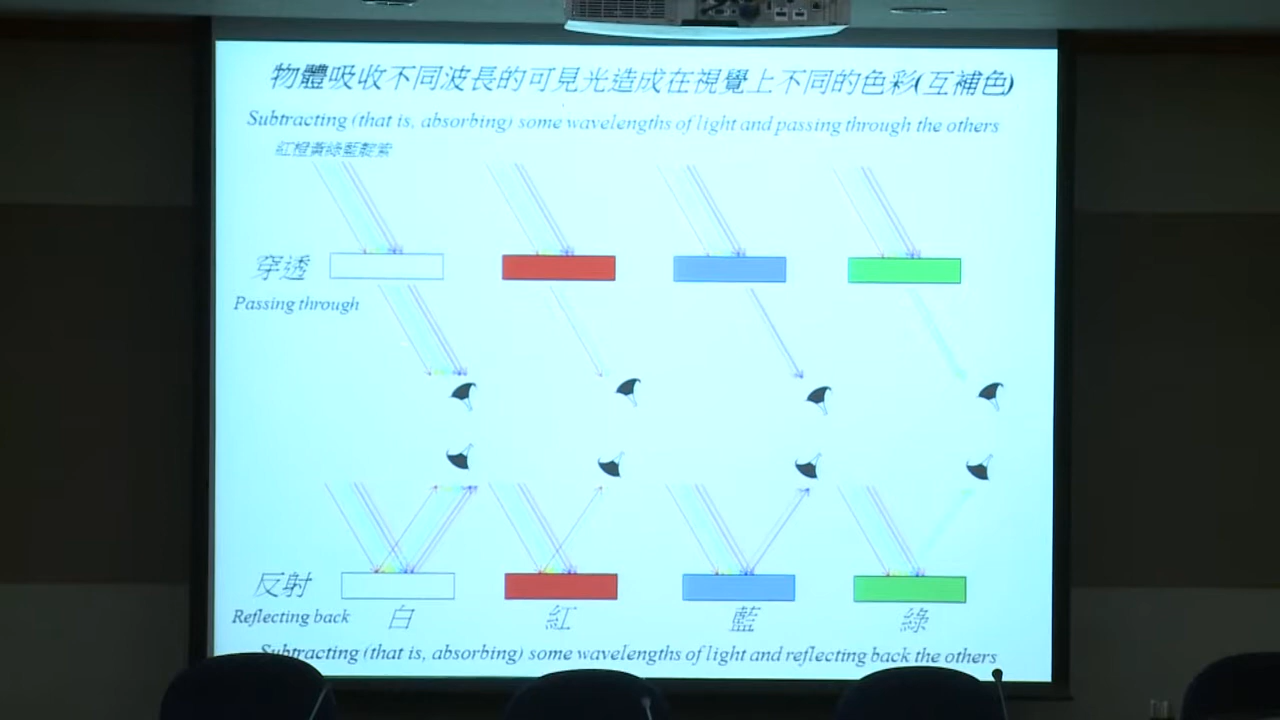 物體吸收不同波長的可見光造成在視覺上不同的色彩(互補色)
Subtracting (that is, absorbing) some wavelengths of light and passing through the others
紅橙黃綠藍靛紫
穿透
Passing through
反射
Reflecting back
白
紅
藍
綠
Subtracting (that is, absorbing) some wavelengths of light and reflecting back the others